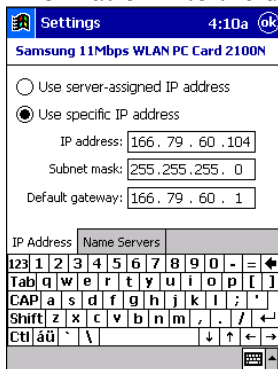 Settings 4:10a ok
Samsung 11Mbps WLAN PC Card 2100N
Use server-assigned IP address
Use specific IP address
IP address: 166. 79 . 60 .104
Subnet mask: 255.255.255. 0
Default gateway: 166. 79 . 60 . 1
IP Address Name Servers
123 1 2 3 4 5 6 7 8 9 0 - =
Tab q w e r t y u i o p [ ]
CAP a s d f g h j k l ; '
Shift z x c v b n m , . /
Ctl áü ` \